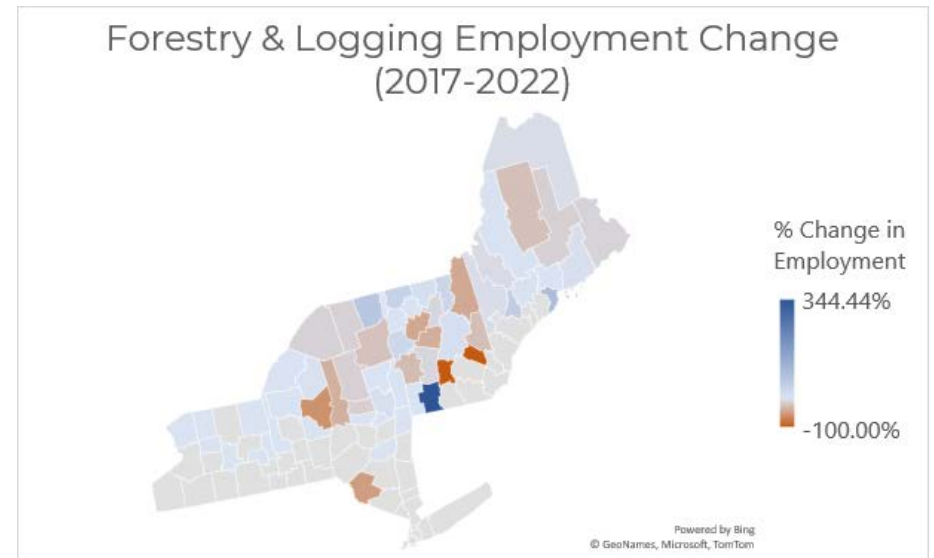 Forestry & Logging Employment Change
(2017-2022)
% Change in
Employment
344.44%
-100.00%
Powered by Bing
© GeoNames, Microsoft, TomTom